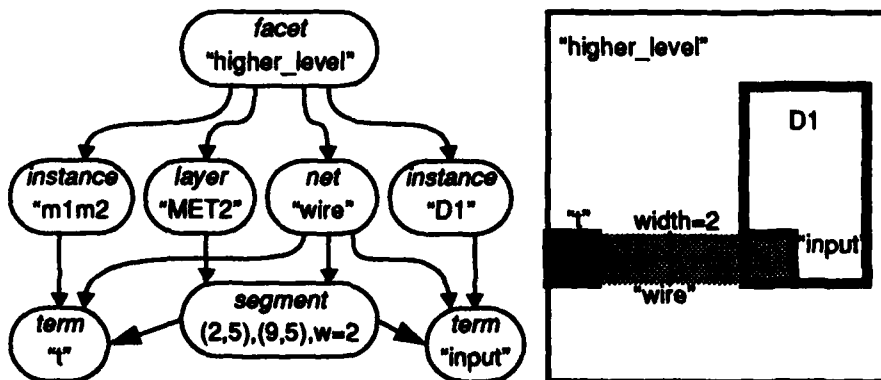 facet
"higher_level"
instance
"m1m2
layer
"MET2"
net
"wire"
instance
"D1"
term
"t"
segment
(2,5),(9,5),w=2
term
"input"
"higher_level"
D1
"t"
width=2
"input"
"wire"